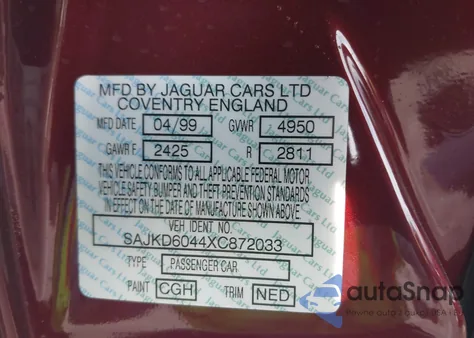 MFD BY JAGUAR CARS LTD
COVENTRY ENGLAND
MFD DATE 04/99 GVWR 4950
GAWR F 2425 R 2811
THIS VEHICLE CONFORMS TO ALL APPLICABLE FEDERAL MOTOR
VEHICLE SAFETY,BUMPER AND THEFT PREVENTION STANDARDS
IN EFFECT ON THE DATE OF MANUFACTURE SHOWN ABOVE.
VEH IDENT NO.
SAJKD6044XC872033
TYPE PASSENGER CAR
PAINT CGH TRIM NED
autoSnap